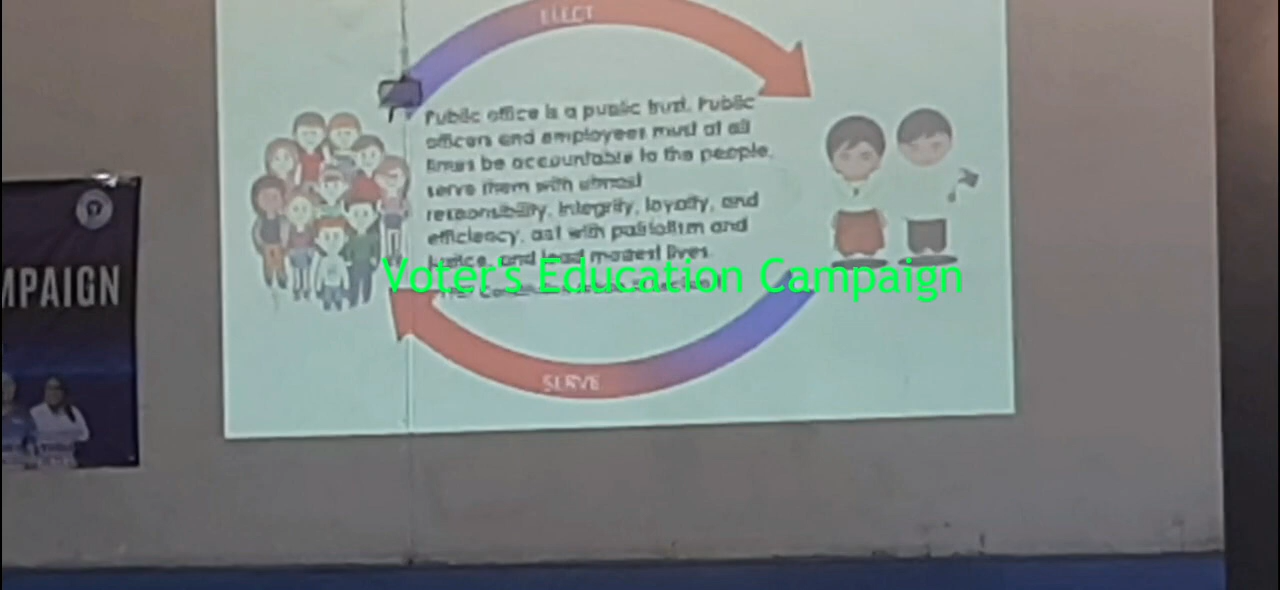 ELECT
Public office is a public trust. Public
officers and employees must at all
times be accountable to the people,
serve them with utmost
responsibility, integrity, loyalty, and
efficiency, act with patriotism and
justice, and lead modest lives.
Voter's Education Campaign
MPAIGN
SERVE